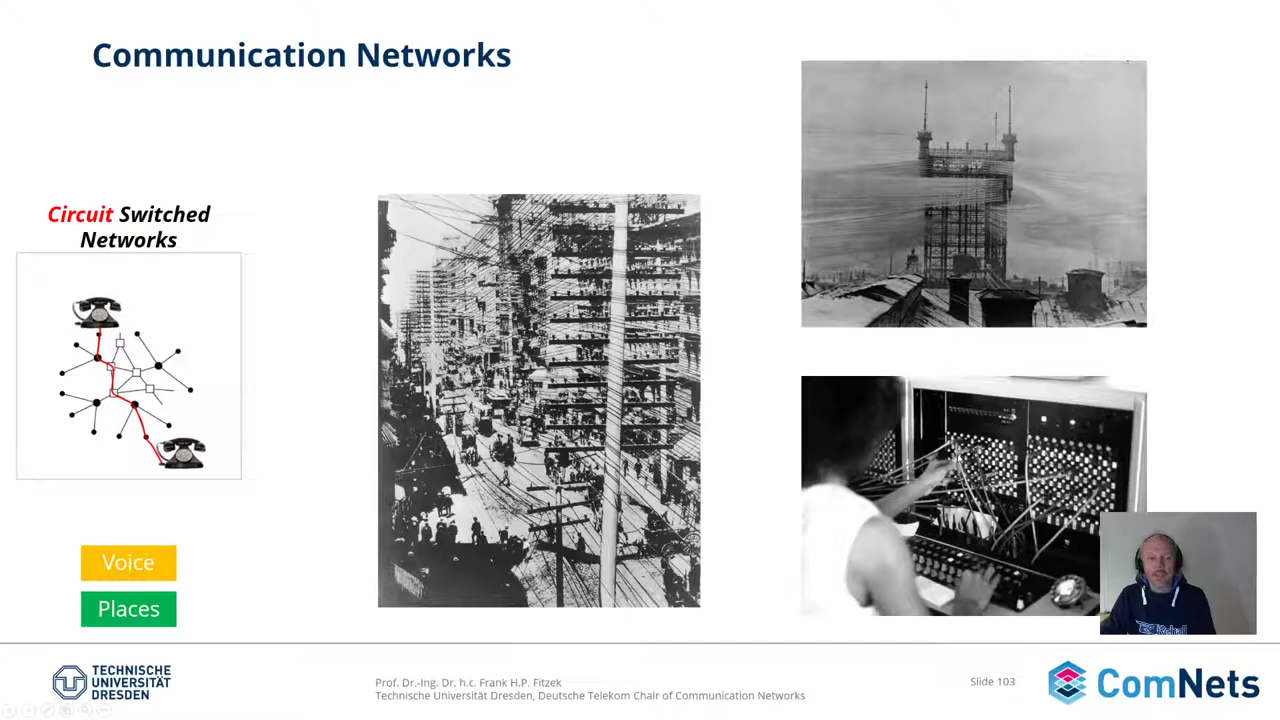 Communication Networks
Circuit Switched
Networks
Voice
Places
TECHNISCHE
UNIVERSITÄT
DRESDEN
Prof. Dr.-Ing. Dr. h.c. Frank H.P. Fitzek
Technische Universität Dresden, Deutsche Telekom Chair of Communication Networks
Slide 103
ComNets